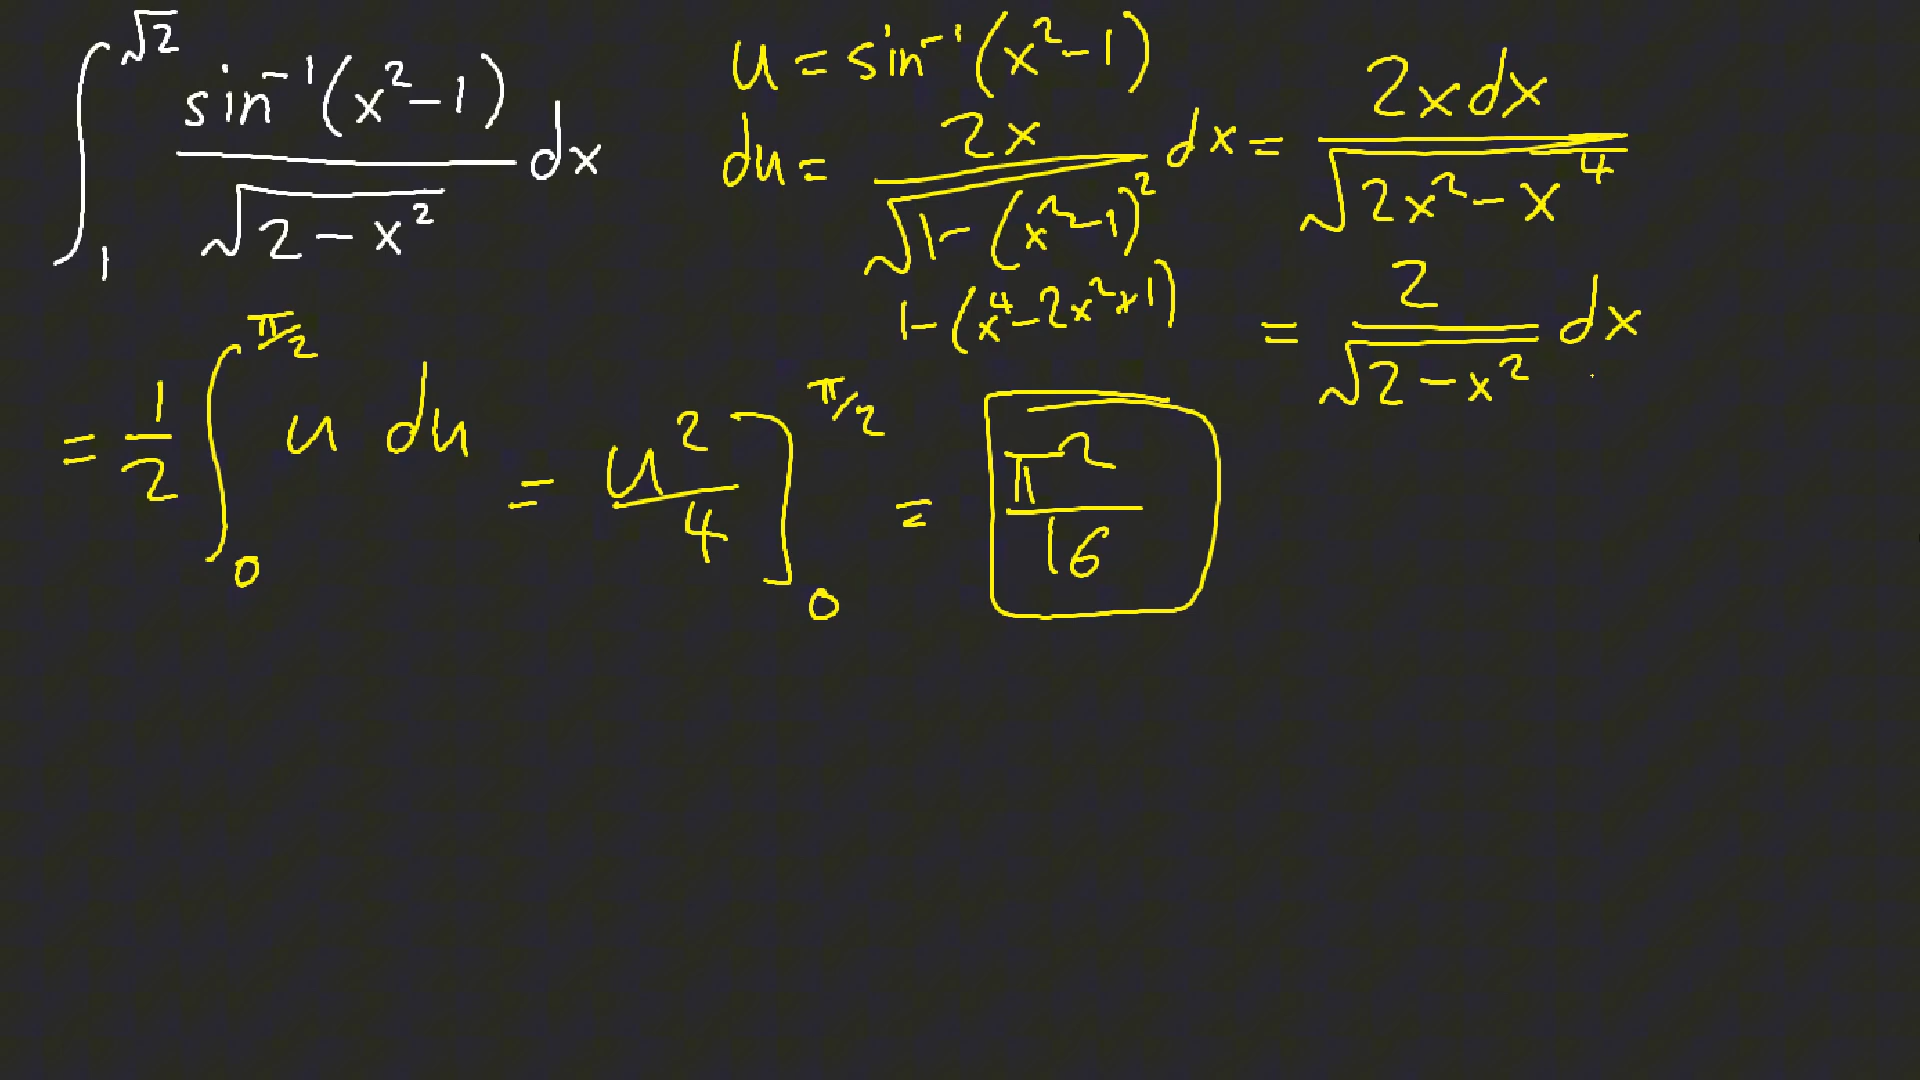 ∫₁^√2 sin⁻¹(x²-1)/√(2-x²) dx
u = sin⁻¹(x²-1)
du = 2x/√(1-(x²-1)²) dx = 2xdx/√(2x²-x⁴)
1-(x⁴-2x²+1)
= 2/√(2-x²) dx
= 1/2 ∫₀^π/2 u du = u²/4]₀^π/2 = π²/16